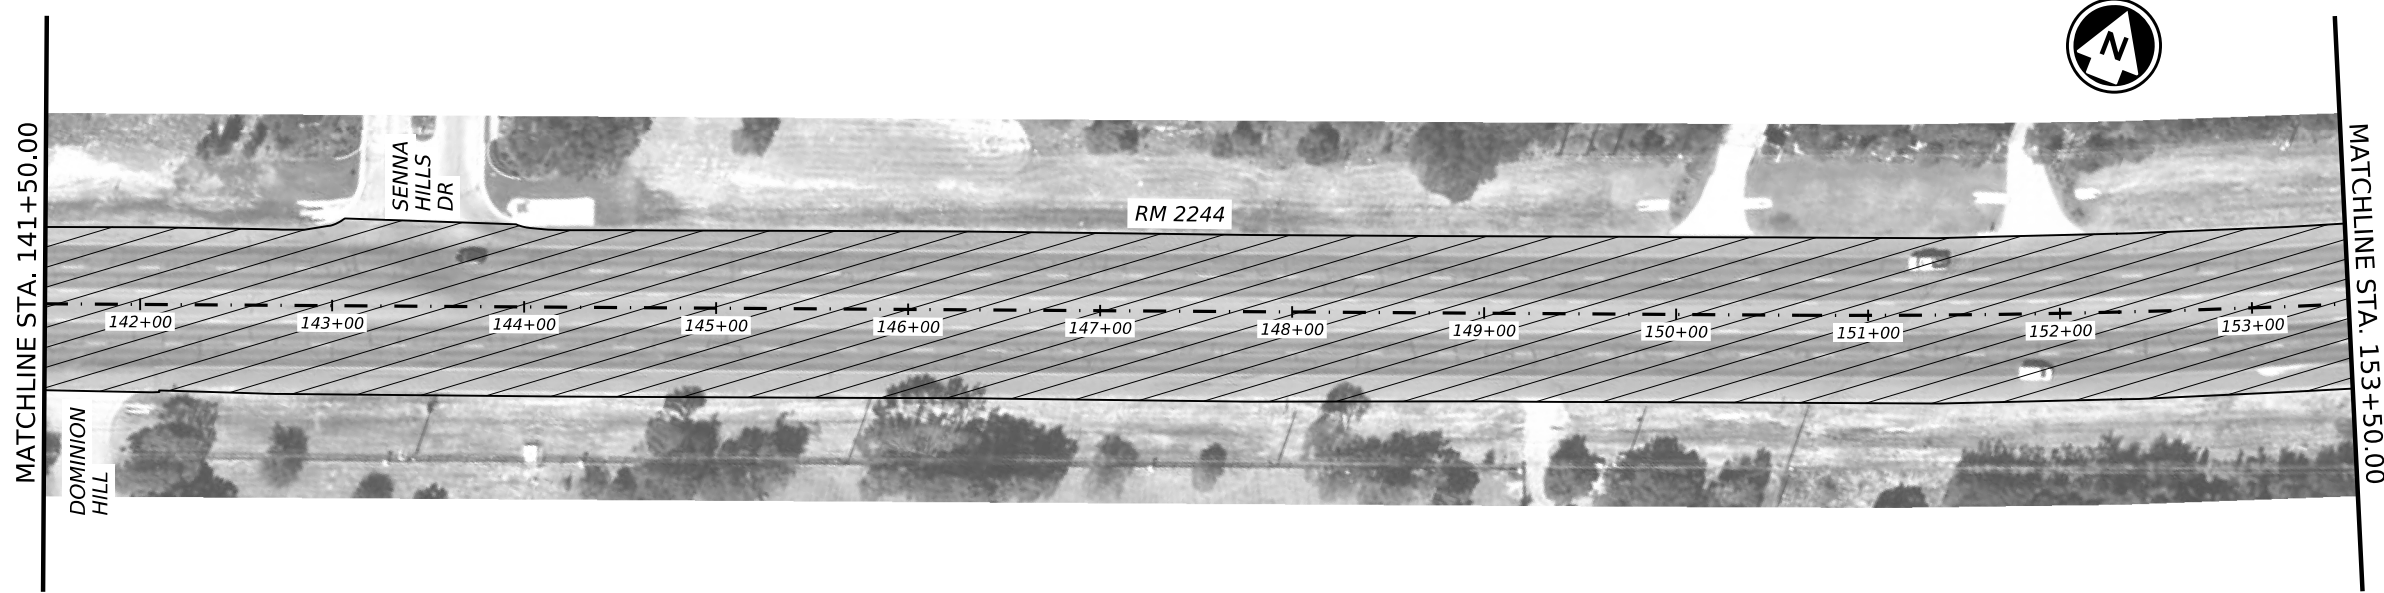 MATCHLINE STA. 141+50.00
SENNA
HILLS
DR
N
RM 2244
142+00
143+00
144+00
145+00
146+00
147+00
148+00
149+00
150+00
151+00
152+00
153+00
DOMINION
HILL
MATCHLINE STA. 153+50.00